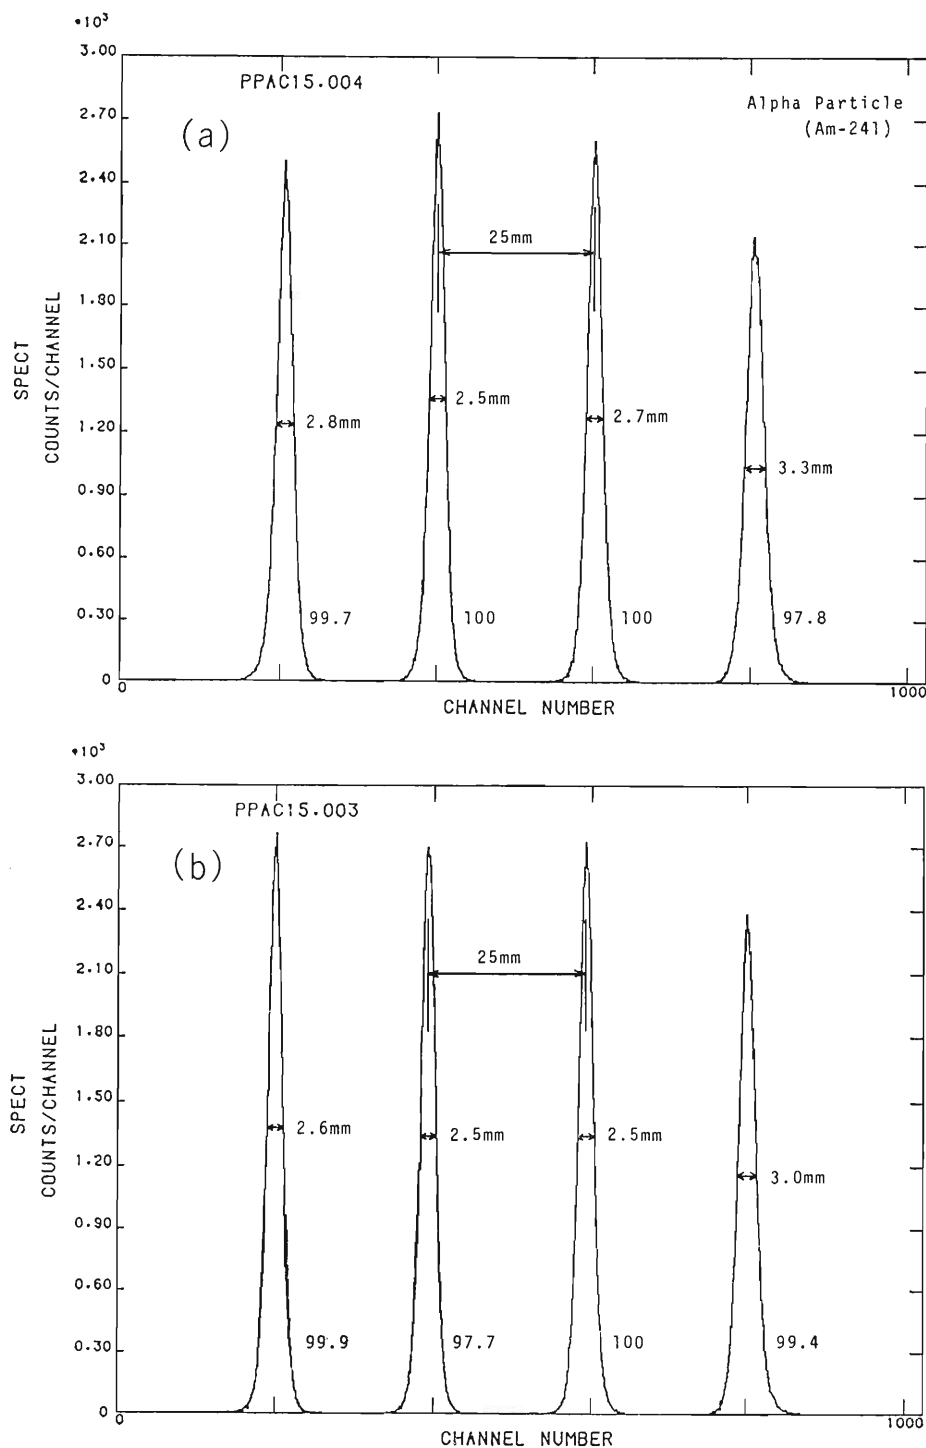 *10³
3.00
PPAC15.004
Alpha Particle
(Am-241)
(a)
2.70
2.40
2.10
1.80
1.50
1.20
0.90
0.60
0.30
0
SPECT
COUNTS/CHANNEL
25mm
2.8mm
2.5mm
2.7mm
3.3mm
99.7
100
100
97.8
0
1000
CHANNEL NUMBER
*10³
3.00
PPAC15.003
(b)
2.70
2.40
2.10
1.80
1.50
1.20
0.90
0.60
0.30
0
SPECT
COUNTS/CHANNEL
25mm
2.6mm
2.5mm
2.5mm
3.0mm
99.9
97.7
100
99.4
0
1000
CHANNEL NUMBER